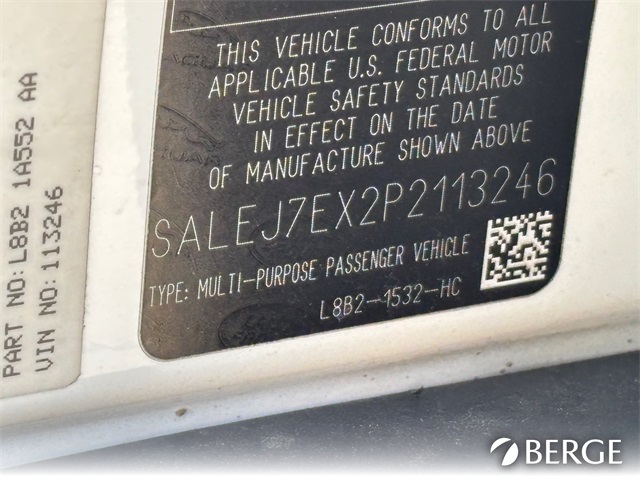 PART NO: L8B2 1A552 AA
VIN NO: 113246
THIS VEHICLE CONFORMS TO ALL
APPLICABLE U.S. FEDERAL MOTOR
VEHICLE SAFETY STANDARDS
IN EFFECT ON THE DATE
OF MANUFACTURE SHOWN ABOVE
SALEJ7EX2P2113246
TYPE: MULTI-PURPOSE PASSENGER VEHICLE
L8B2-1532-HC
BERGE